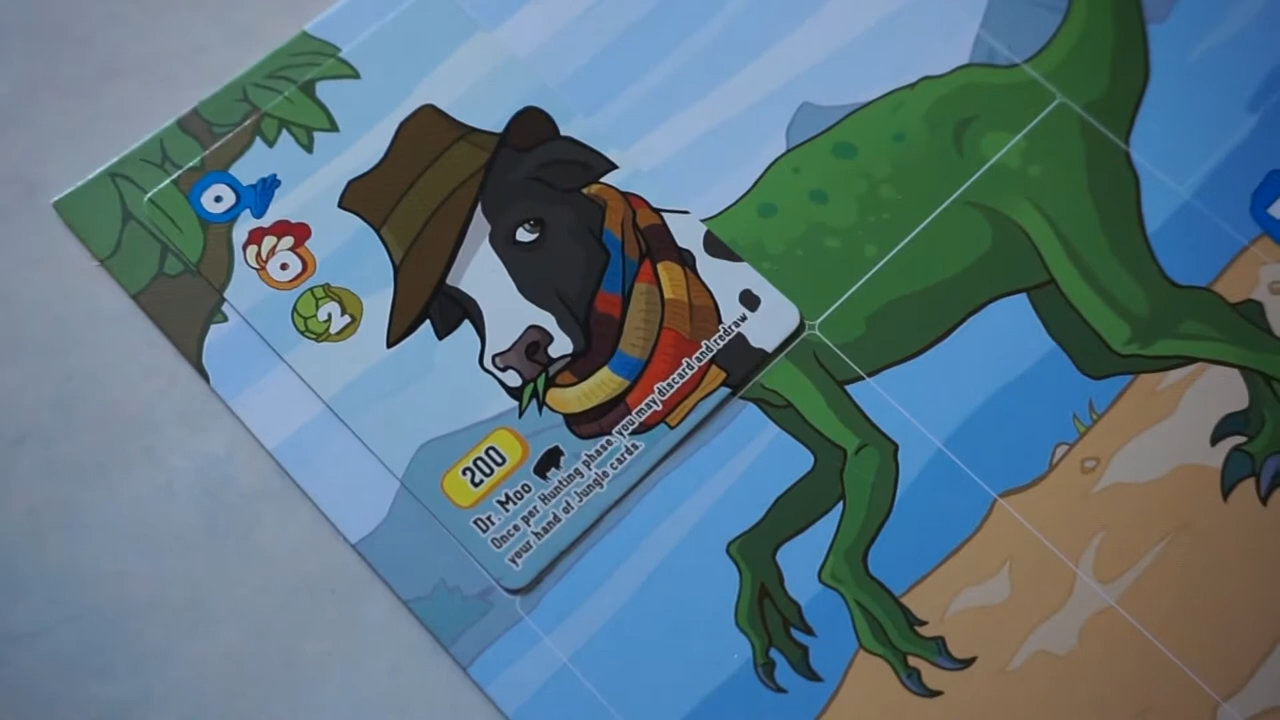 0
6
2
200
Dr. Moo
Once per Hunting phase, you may discard and redraw
your hand of Jungle cards.